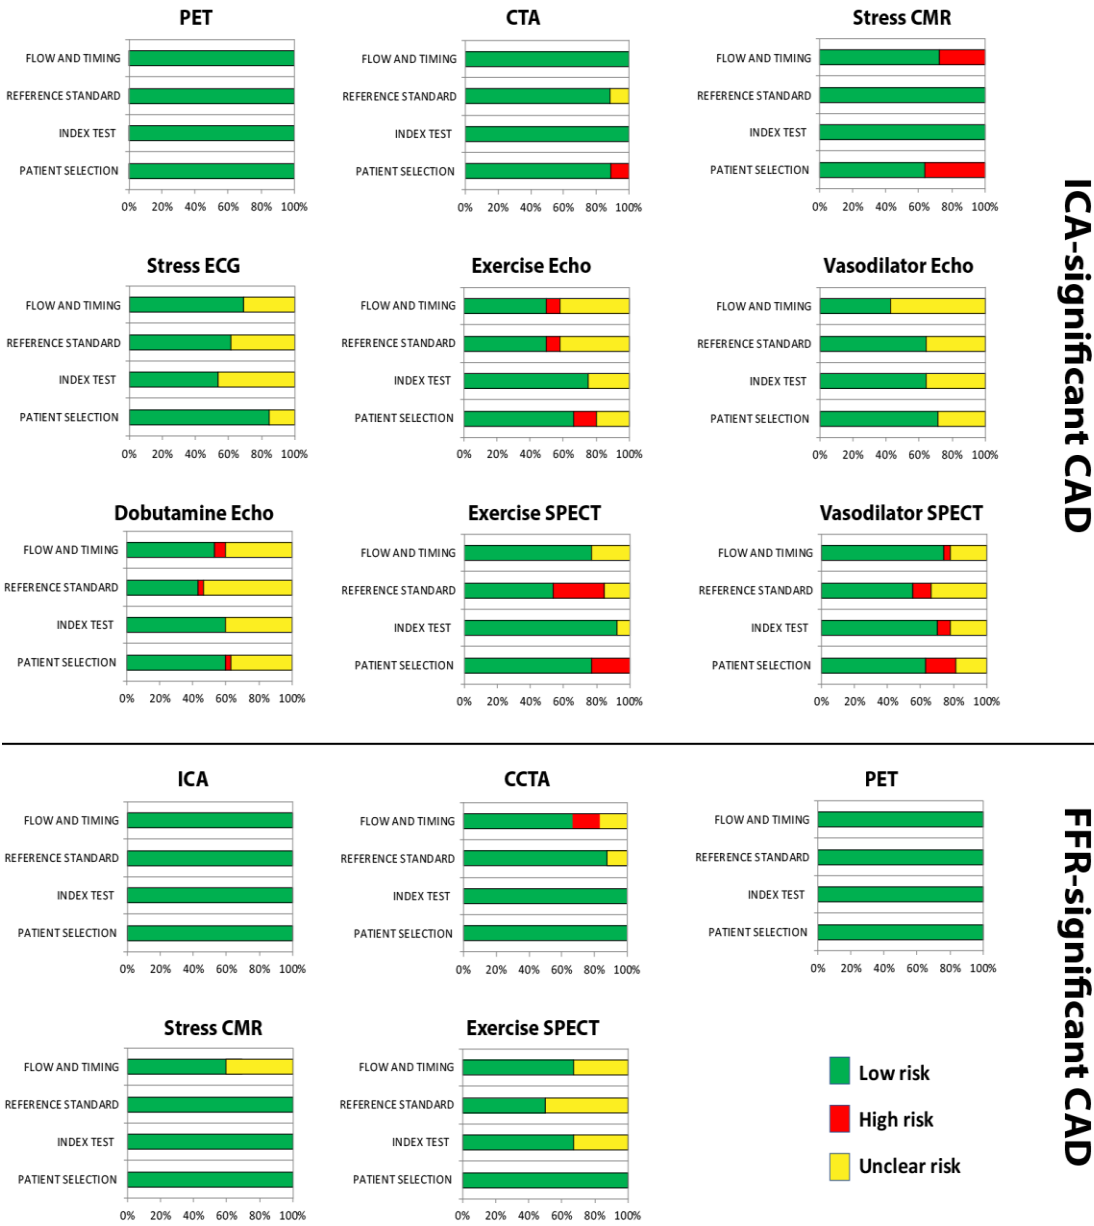 PET
FLOW AND TIMING
REFERENCE STANDARD
INDEX TEST
PATIENT SELECTION
0% 20% 40% 60% 80% 100%
CTA
FLOW AND TIMING
REFERENCE STANDARD
INDEX TEST
PATIENT SELECTION
0% 20% 40% 60% 80% 100%
Stress CMR
FLOW AND TIMING
REFERENCE STANDARD
INDEX TEST
PATIENT SELECTION
0% 20% 40% 60% 80% 100%
Stress ECG
FLOW AND TIMING
REFERENCE STANDARD
INDEX TEST
PATIENT SELECTION
0% 20% 40% 60% 80% 100%
Exercise Echo
FLOW AND TIMING
REFERENCE STANDARD
INDEX TEST
PATIENT SELECTION
0% 20% 40% 60% 80% 100%
Vasodilator Echo
FLOW AND TIMING
REFERENCE STANDARD
INDEX TEST
PATIENT SELECTION
0% 20% 40% 60% 80% 100%
Dobutamine Echo
FLOW AND TIMING
REFERENCE STANDARD
INDEX TEST
PATIENT SELECTION
0% 20% 40% 60% 80% 100%
Exercise SPECT
FLOW AND TIMING
REFERENCE STANDARD
INDEX TEST
PATIENT SELECTION
0% 20% 40% 60% 80% 100%
Vasodilator SPECT
FLOW AND TIMING
REFERENCE STANDARD
INDEX TEST
PATIENT SELECTION
0% 20% 40% 60% 80% 100%
ICA-significant CAD
ICA
FLOW AND TIMING
REFERENCE STANDARD
INDEX TEST
PATIENT SELECTION
0% 20% 40% 60% 80% 100%
CCTA
FLOW AND TIMING
REFERENCE STANDARD
INDEX TEST
PATIENT SELECTION
0% 20% 40% 60% 80% 100%
PET
FLOW AND TIMING
REFERENCE STANDARD
INDEX TEST
PATIENT SELECTION
0% 20% 40% 60% 80% 100%
Stress CMR
FLOW AND TIMING
REFERENCE STANDARD
INDEX TEST
PATIENT SELECTION
0% 20% 40% 60% 80% 100%
Exercise SPECT
FLOW AND TIMING
REFERENCE STANDARD
INDEX TEST
PATIENT SELECTION
0% 20% 40% 60% 80% 100%
Low risk
High risk
Unclear risk
FFR-significant CAD